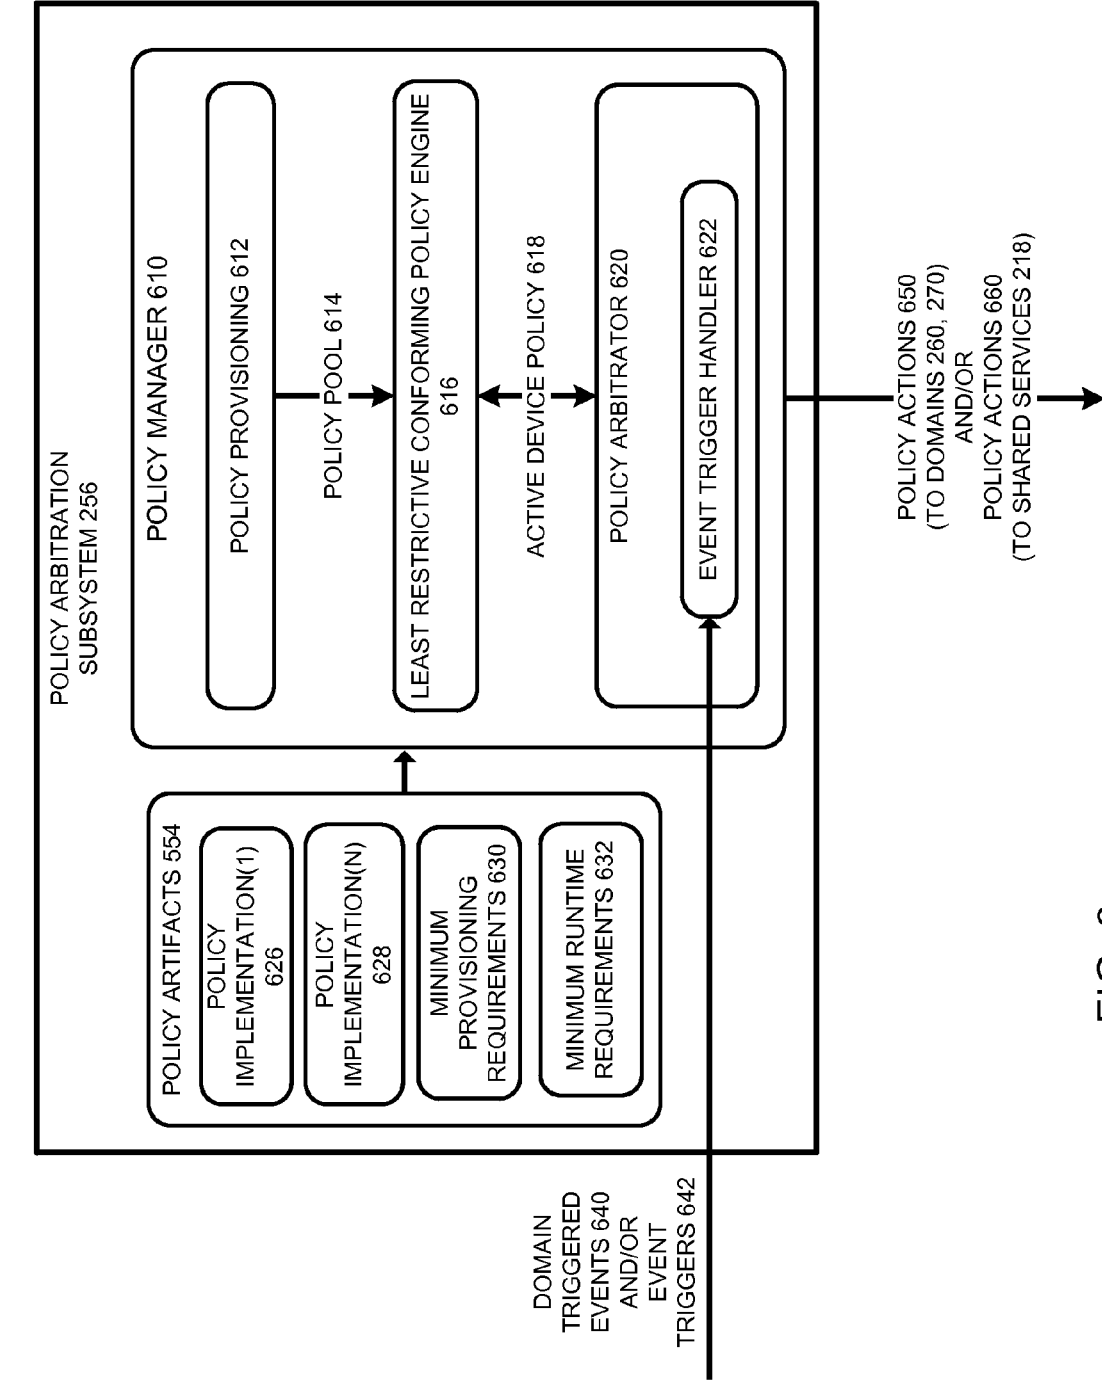 POLICY ARBITRATION
SUBSYSTEM 256
POLICY ARTIFACTS 554
POLICY
IMPLEMENTATION(1)
626
POLICY
IMPLEMENTATION(N)
628
MINIMUM
PROVISIONING
REQUIREMENTS 630
MINIMUM RUNTIME
REQUIREMENTS 632
POLICY MANAGER 610
POLICY PROVISIONING 612
POLICY POOL 614
LEAST RESTRICTIVE CONFORMING POLICY ENGINE
616
ACTIVE DEVICE POLICY 618
POLICY ARBITRATOR 620
EVENT TRIGGER HANDLER 622
DOMAIN
TRIGGERED
EVENTS 640
AND/OR
EVENT
TRIGGERS 642
POLICY ACTIONS 650
(TO DOMAINS 260, 270)
AND/OR
POLICY ACTIONS 660
(TO SHARED SERVICES 218)